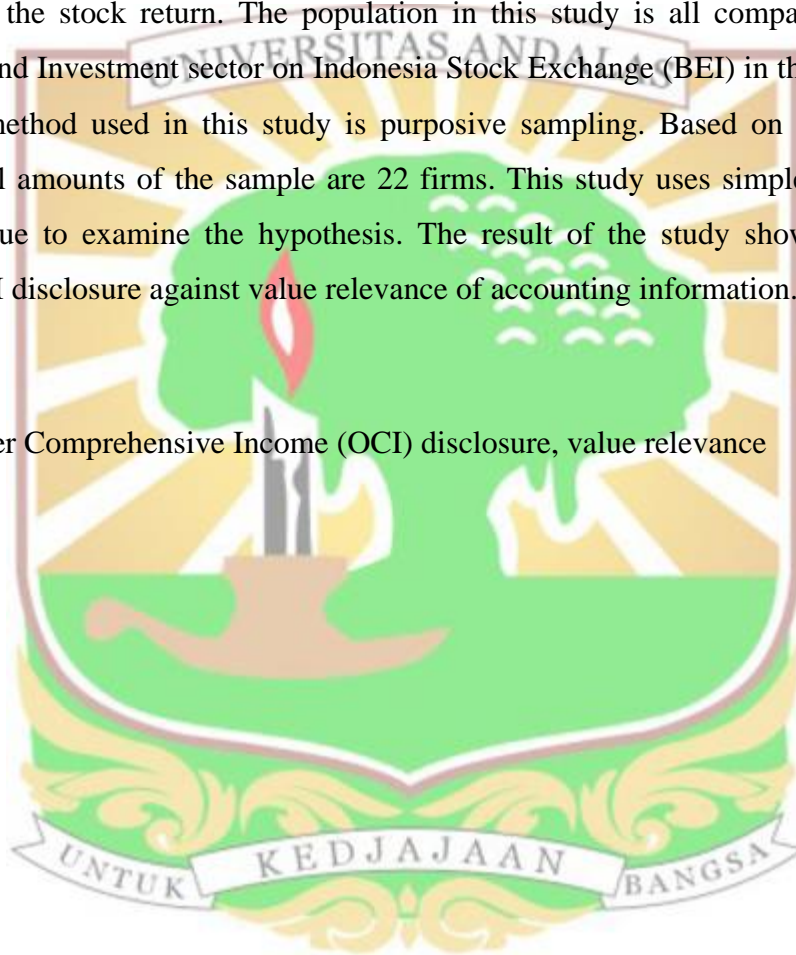 the stock return. The population in this study is all compa
UNIVERSITAS ANDALAS
nd Investment sector on Indonesia Stock Exchange (BEI) in th
method used in this study is purposive sampling. Based on
l amounts of the sample are 22 firms. This study uses simple
ue to examine the hypothesis. The result of the study show
I disclosure against value relevance of accounting information.
er Comprehensive Income (OCI) disclosure, value relevance
UNTUK KEDJAJAAN BANGSA